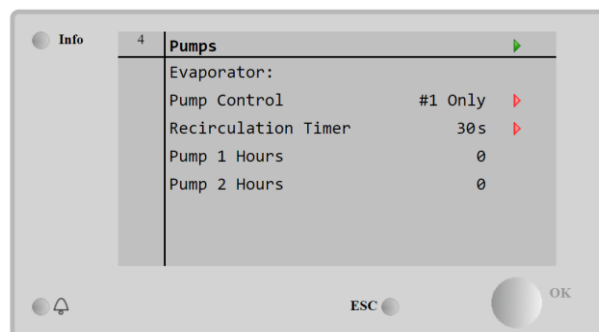 Info
4 Pumps
Evaporator:
Pump Control #1 Only
Recirculation Timer 30s
Pump 1 Hours 0
Pump 2 Hours 0
ESC OK